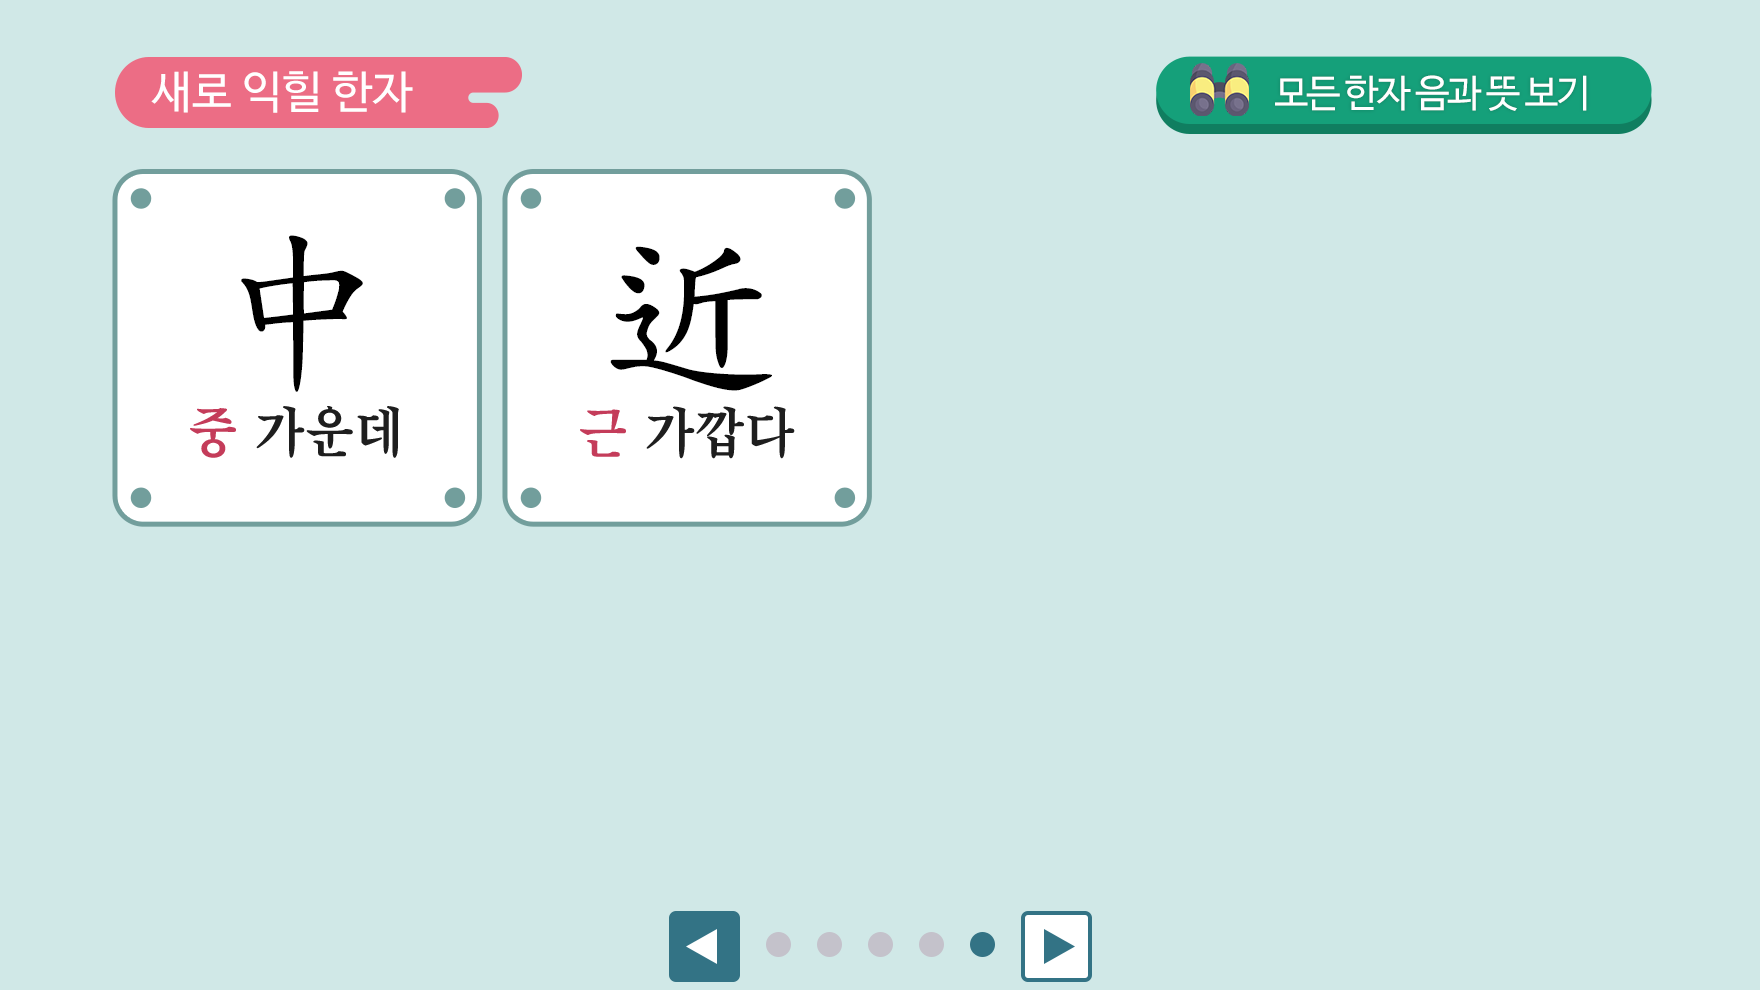 새로 익힐 한자
모든 한자 음과 뜻 보기
中
중 가운데
近
근 가깝다